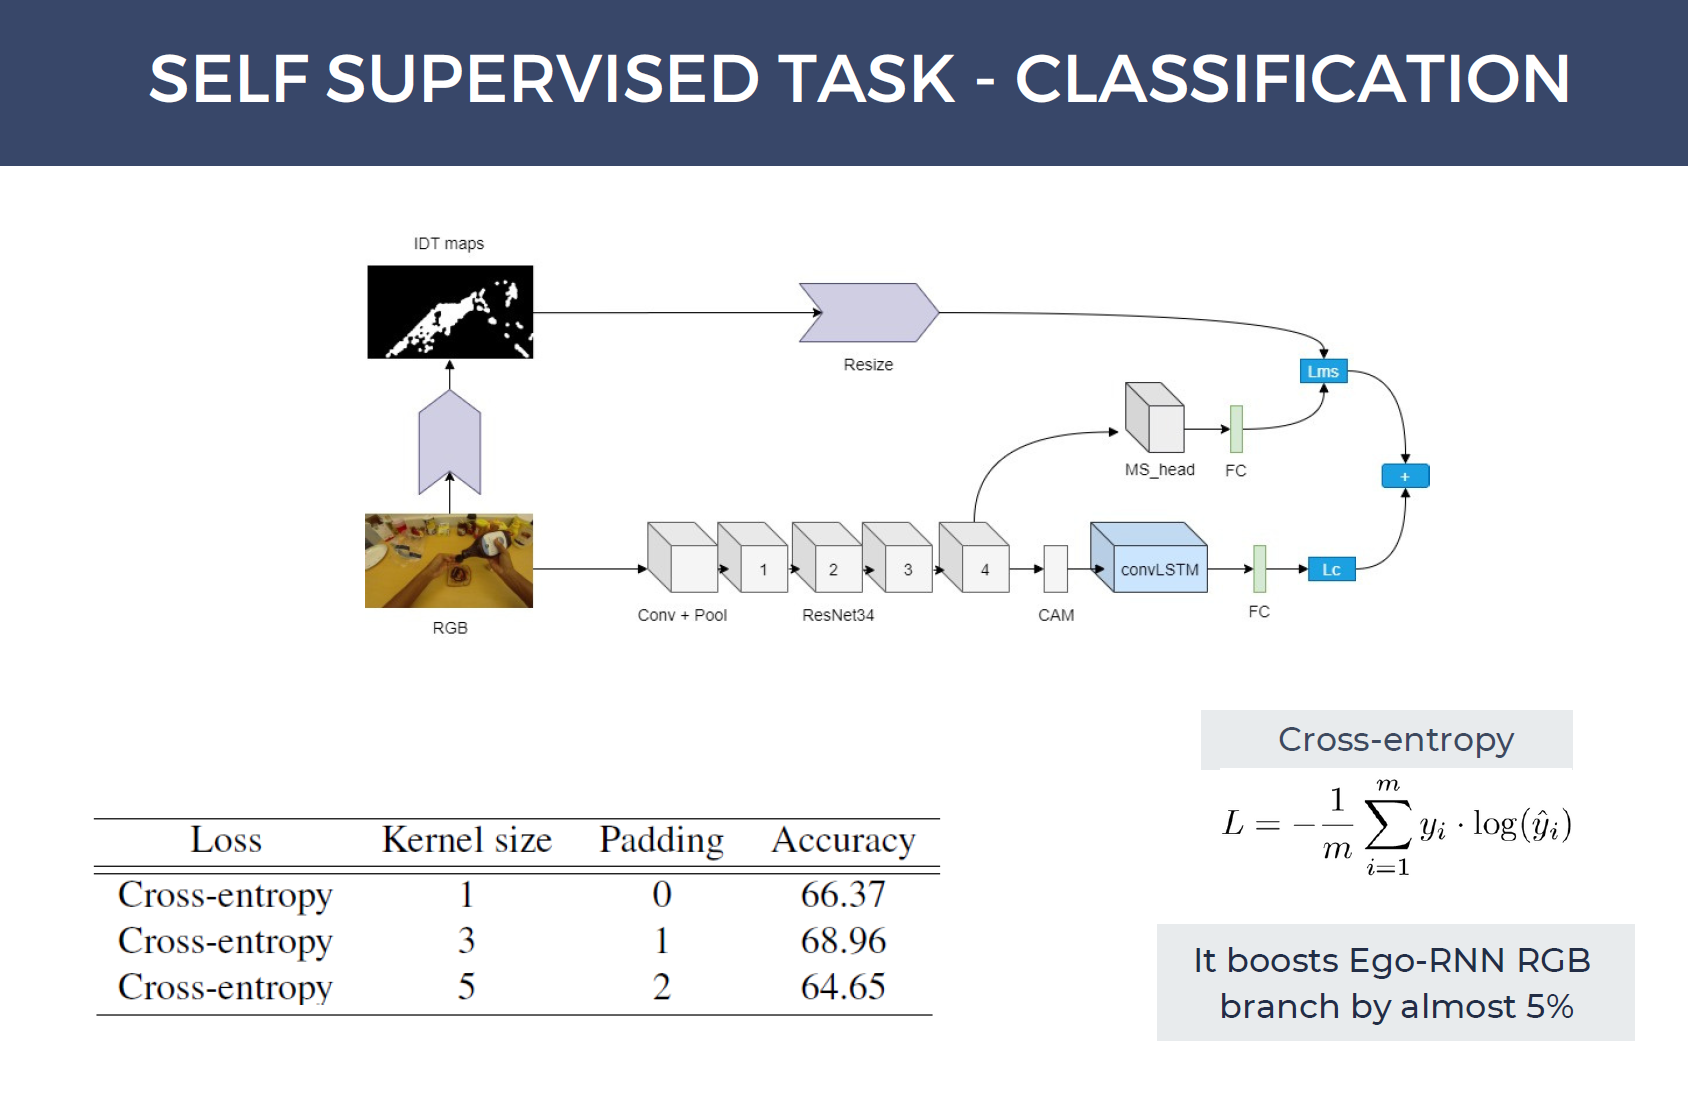 SELF SUPERVISED TASK - CLASSIFICATION
IDT maps
Resize
Lms
MS_head
FC
+
1
2
3
4
convLSTM
Lc
Conv + Pool
ResNet34
CAM
FC
RGB
Cross-entropy
L = -\frac{1}{m} \sum_{i=1}^{m} y_i \cdot \log(\hat{y}_i)
Loss Kernel size Padding Accuracy
Cross-entropy 1 0 66.37
Cross-entropy 3 1 68.96
Cross-entropy 5 2 64.65
It boosts Ego-RNN RGB
branch by almost 5%